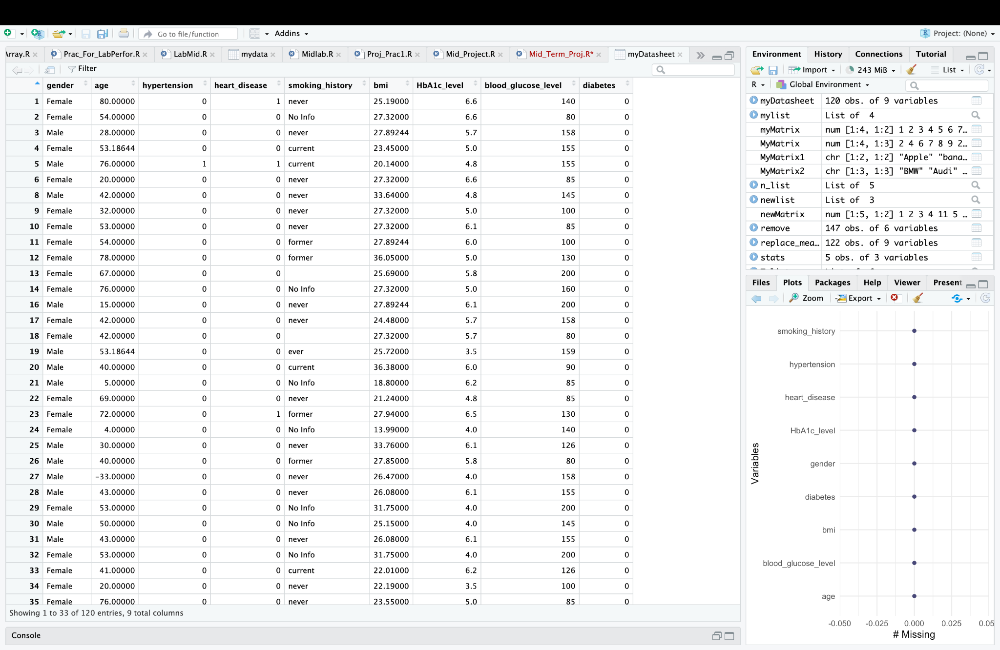 Go to file/function Addins Project: (None)
Array.R Prac_For_LabPerfor.R LabMid.R mydata Midlab.R Proj_Prac1.R Mid_Project.R Mid_Term_Proj.R* myDatasheet
Filter
gender age hypertension heart_disease smoking_history bmi HbA1c_level blood_glucose_level diabetes
1 Female 80.00000 0 1 never 25.19000 6.6 140 0
2 Female 54.00000 0 0 No Info 27.32000 6.6 80 0
3 Male 28.00000 0 0 never 27.89244 5.7 158 0
4 Female 53.18644 0 0 current 23.45000 5.0 155 0
5 Male 76.00000 1 1 current 20.14000 4.8 155 0
6 Female 20.00000 0 0 never 27.32000 6.6 85 0
8 Male 42.00000 0 0 never 33.64000 4.8 145 0
9 Female 32.00000 0 0 never 27.32000 5.0 100 0
10 Female 53.00000 0 0 never 27.32000 6.1 85 0
11 Female 54.00000 0 0 former 27.89244 6.0 100 0
12 Female 78.00000 0 0 former 36.05000 5.0 130 0
13 Female 67.00000 0 0 25.69000 5.8 200 0
14 Female 76.00000 0 0 No Info 27.32000 5.0 160 0
16 Male 15.00000 0 0 never 27.89244 6.1 200 0
17 Female 42.00000 0 0 never 24.48000 5.7 158 0
18 Female 42.00000 0 0 27.32000 5.7 80 0
19 Male 53.18644 0 0 ever 25.72000 3.5 159 0
20 Male 40.00000 0 0 current 36.38000 6.0 90 0
21 Male 5.00000 0 0 No Info 18.80000 6.2 85 0
22 Female 69.00000 0 0 never 21.24000 4.8 85 0
23 Female 72.00000 0 1 former 27.94000 6.5 130 0
24 Female 4.00000 0 0 No Info 13.99000 4.0 140 0
25 Male 30.00000 0 0 never 33.76000 6.1 126 0
26 Male 40.00000 0 0 former 27.85000 5.8 80 0
27 Male -33.00000 0 0 never 26.47000 4.0 158 0
28 Male 43.00000 0 0 never 26.08000 6.1 155 0
29 Female 53.00000 0 0 No Info 31.75000 4.0 200 0
30 Male 50.00000 0 0 No Info 25.15000 4.0 145 0
31 Male 43.00000 0 0 never 26.08000 6.1 155 0
32 Female 53.00000 0 0 No Info 31.75000 4.0 200 0
33 Female 41.00000 0 0 current 22.01000 6.2 126 0
34 Female 20.00000 0 0 never 22.19000 3.5 100 0
35 Female 76.00000 0 0 never 23.55000 5.0 85 0
Showing 1 to 33 of 120 entries, 9 total columns
Console
Environment History Connections Tutorial
Import 243 MiB List
R Global Environment
myDatasheet 120 obs. of 9 variables
mylist List of 4
myMatrix num [1:4, 1:2] 1 2 3 4 5 6 7…
MyMatrix num [1:4, 1:3] 2 4 6 7 8 9 2…
MyMatrix1 chr [1:2, 1:2] "Apple" "bana…
MyMatrix2 chr [1:3, 1:3] "BMW" "Audi" …
n_list List of 5
newlist List of 3
newMatrix num [1:5, 1:2] 1 2 3 4 11 5 …
remove 147 obs. of 6 variables
replace_mea… 122 obs. of 9 variables
stats 5 obs. of 3 variables
Files Plots Packages Help Viewer Present
Zoom Export
smoking_history
hypertension
heart_disease
HbA1c_level
gender
diabetes
bmi
blood_glucose_level
age
Variables
-0.050 -0.025 0.000 0.025 0.05
# Missing